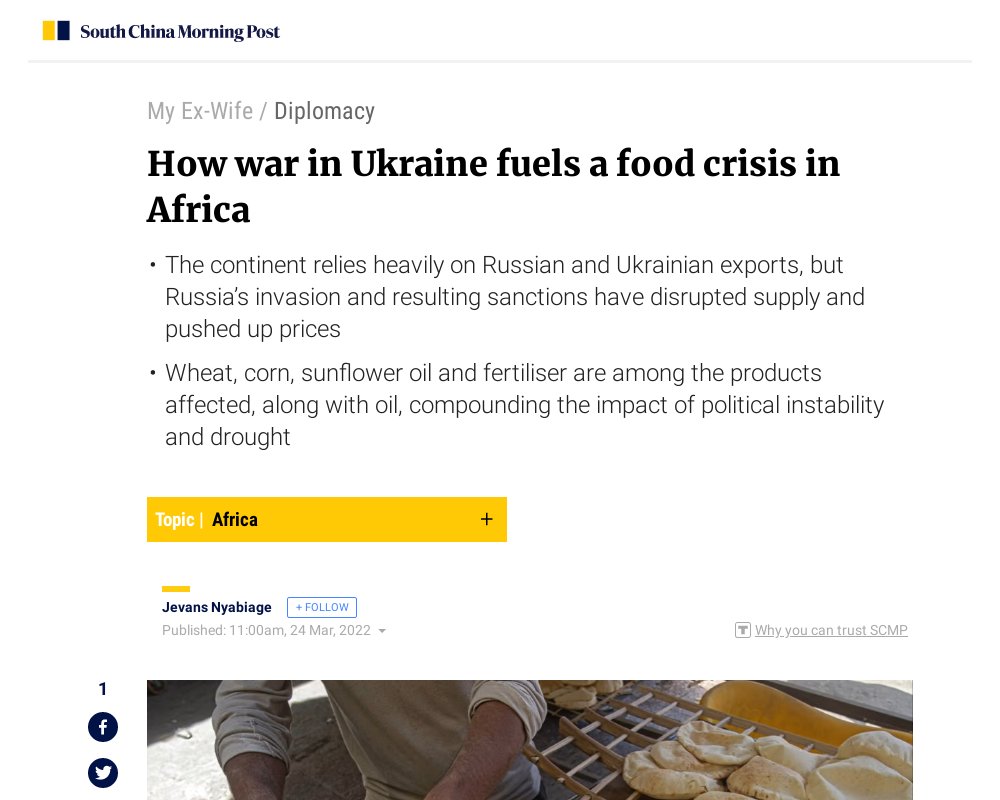 South China Morning Post
My Ex-Wife / Diplomacy
How war in Ukraine fuels a food crisis in
Africa
• The continent relies heavily on Russian and Ukrainian exports, but
Russia’s invasion and resulting sanctions have disrupted supply and
pushed up prices
• Wheat, corn, sunflower oil and fertiliser are among the products
affected, along with oil, compounding the impact of political instability
and drought
Topic | Africa +
Jevans Nyabiage + FOLLOW
Published: 11:00am, 24 Mar, 2022
T Why you can trust SCMP
1